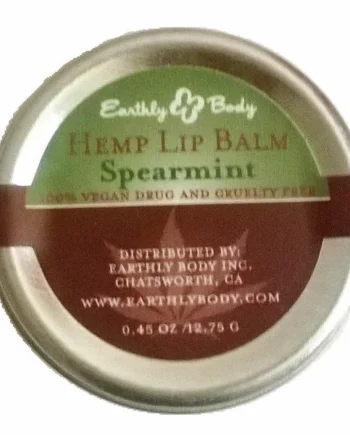 Earthly Body
HEMP LIP BALM
Spearmint
100% VEGAN DRUG AND CRUELTY FREE
DISTRIBUTED BY:
EARTHLY BODY INC.
CHATSWORTH, CA
WWW.EARTHLYBODY.COM
0.45 OZ /12.75 G